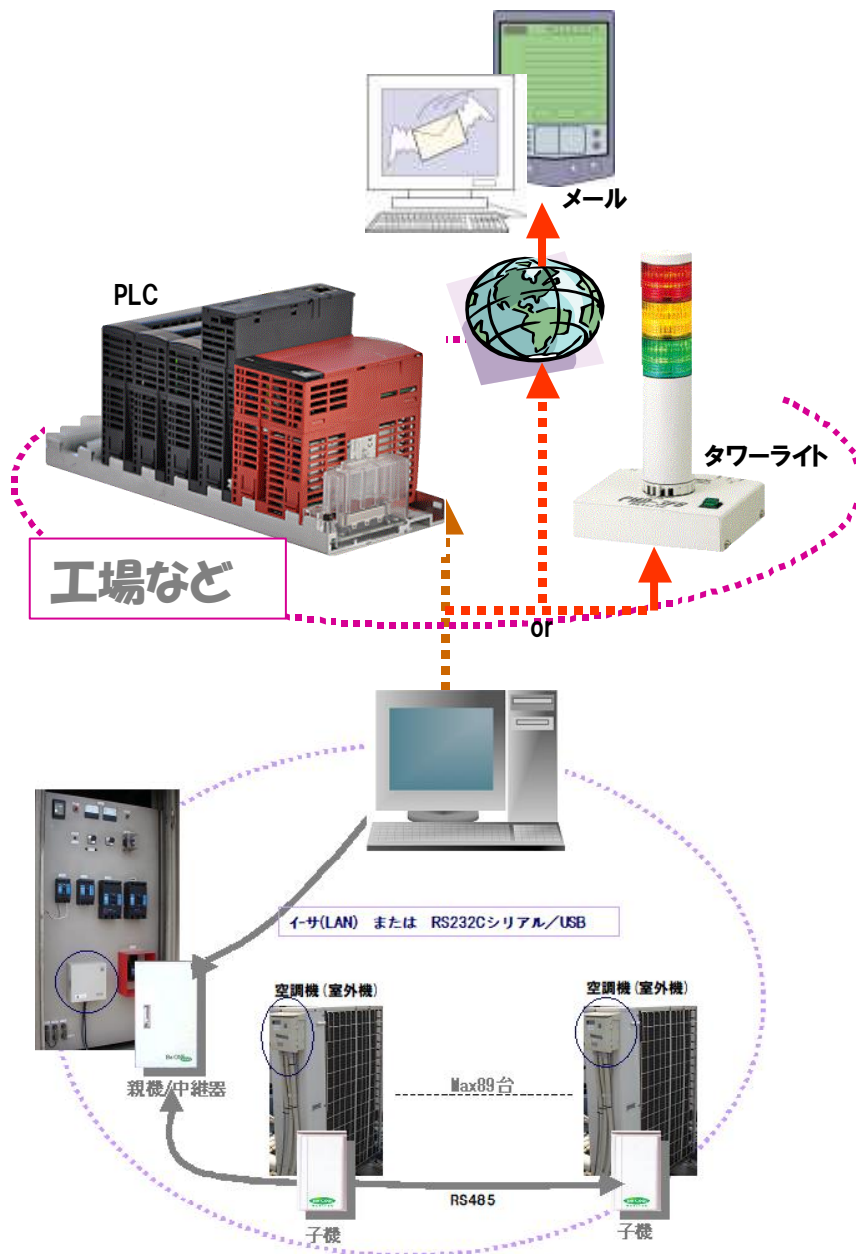 メール
PLC
タワーライト
工場など
or
イーサ(LAN) または RS232Cシリアル／USB
空調機(室外機)
空調機(室外機)
Max89台
親機/中継器
RS485
子機
子機